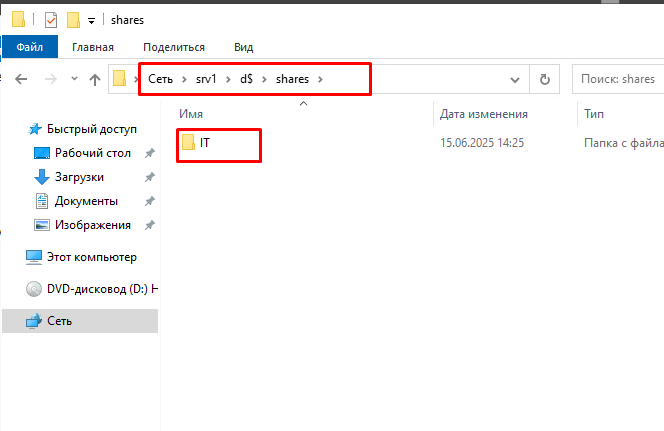 shares
Файл Главная Поделиться Вид
Сеть srv1 d$ shares Поиск: shares
Имя Дата изменения Тип
IT 15.06.2025 14:25 Папка с файла
Быстрый доступ
Рабочий стол
Загрузки
Документы
Изображения
Этот компьютер
DVD-дисковод (D:) H
Сеть